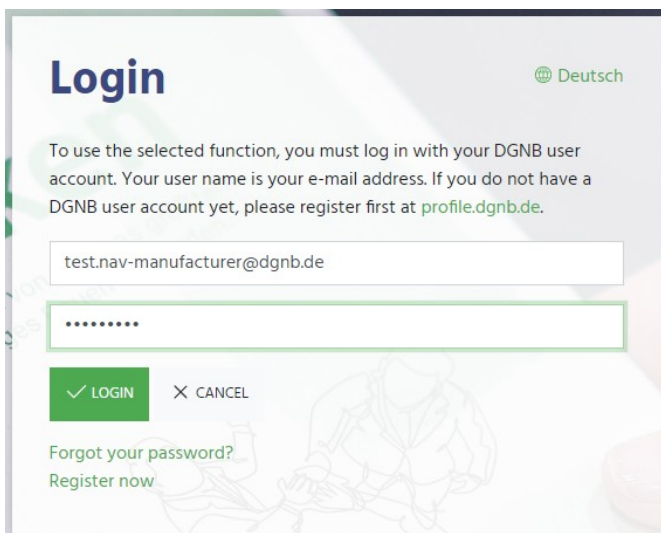 Login
Deutsch
To use the selected function, you must log in with your DGNB user
account. Your user name is your e-mail address. If you do not have a
DGNB user account yet, please register first at profile.dgnb.de.
test.nav-manufacturer@dgnb.de
•••••••••
LOGIN
CANCEL
Forgot your password?
Register now